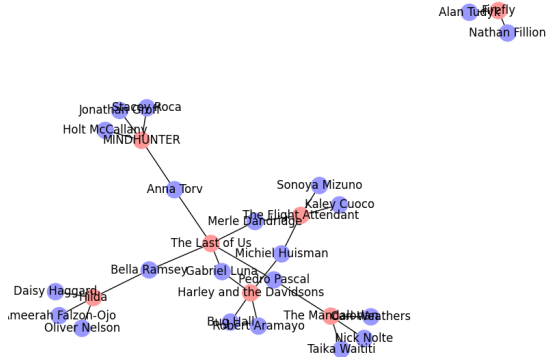 Alan Tudyk
Firefly
Nathan Fillion
Stacey Roca
Jonathan Groff
Holt McCallany
MINDHUNTER
Anna Torv
Sonoya Mizuno
Kaley Cuoco
The Flight Attendant
Merle Dandridge
The Last of Us
Michiel Huisman
Bella Ramsey
Gabriel Luna
Pedro Pascal
Daisy Haggard
Hilda
Harley and the Davidsons
Ameerah Falzon-Ojo
Oliver Nelson
Bug Hall
Robert Aramayo
The Mandalorian
Carl Weathers
Nick Nolte
Taika Waititi